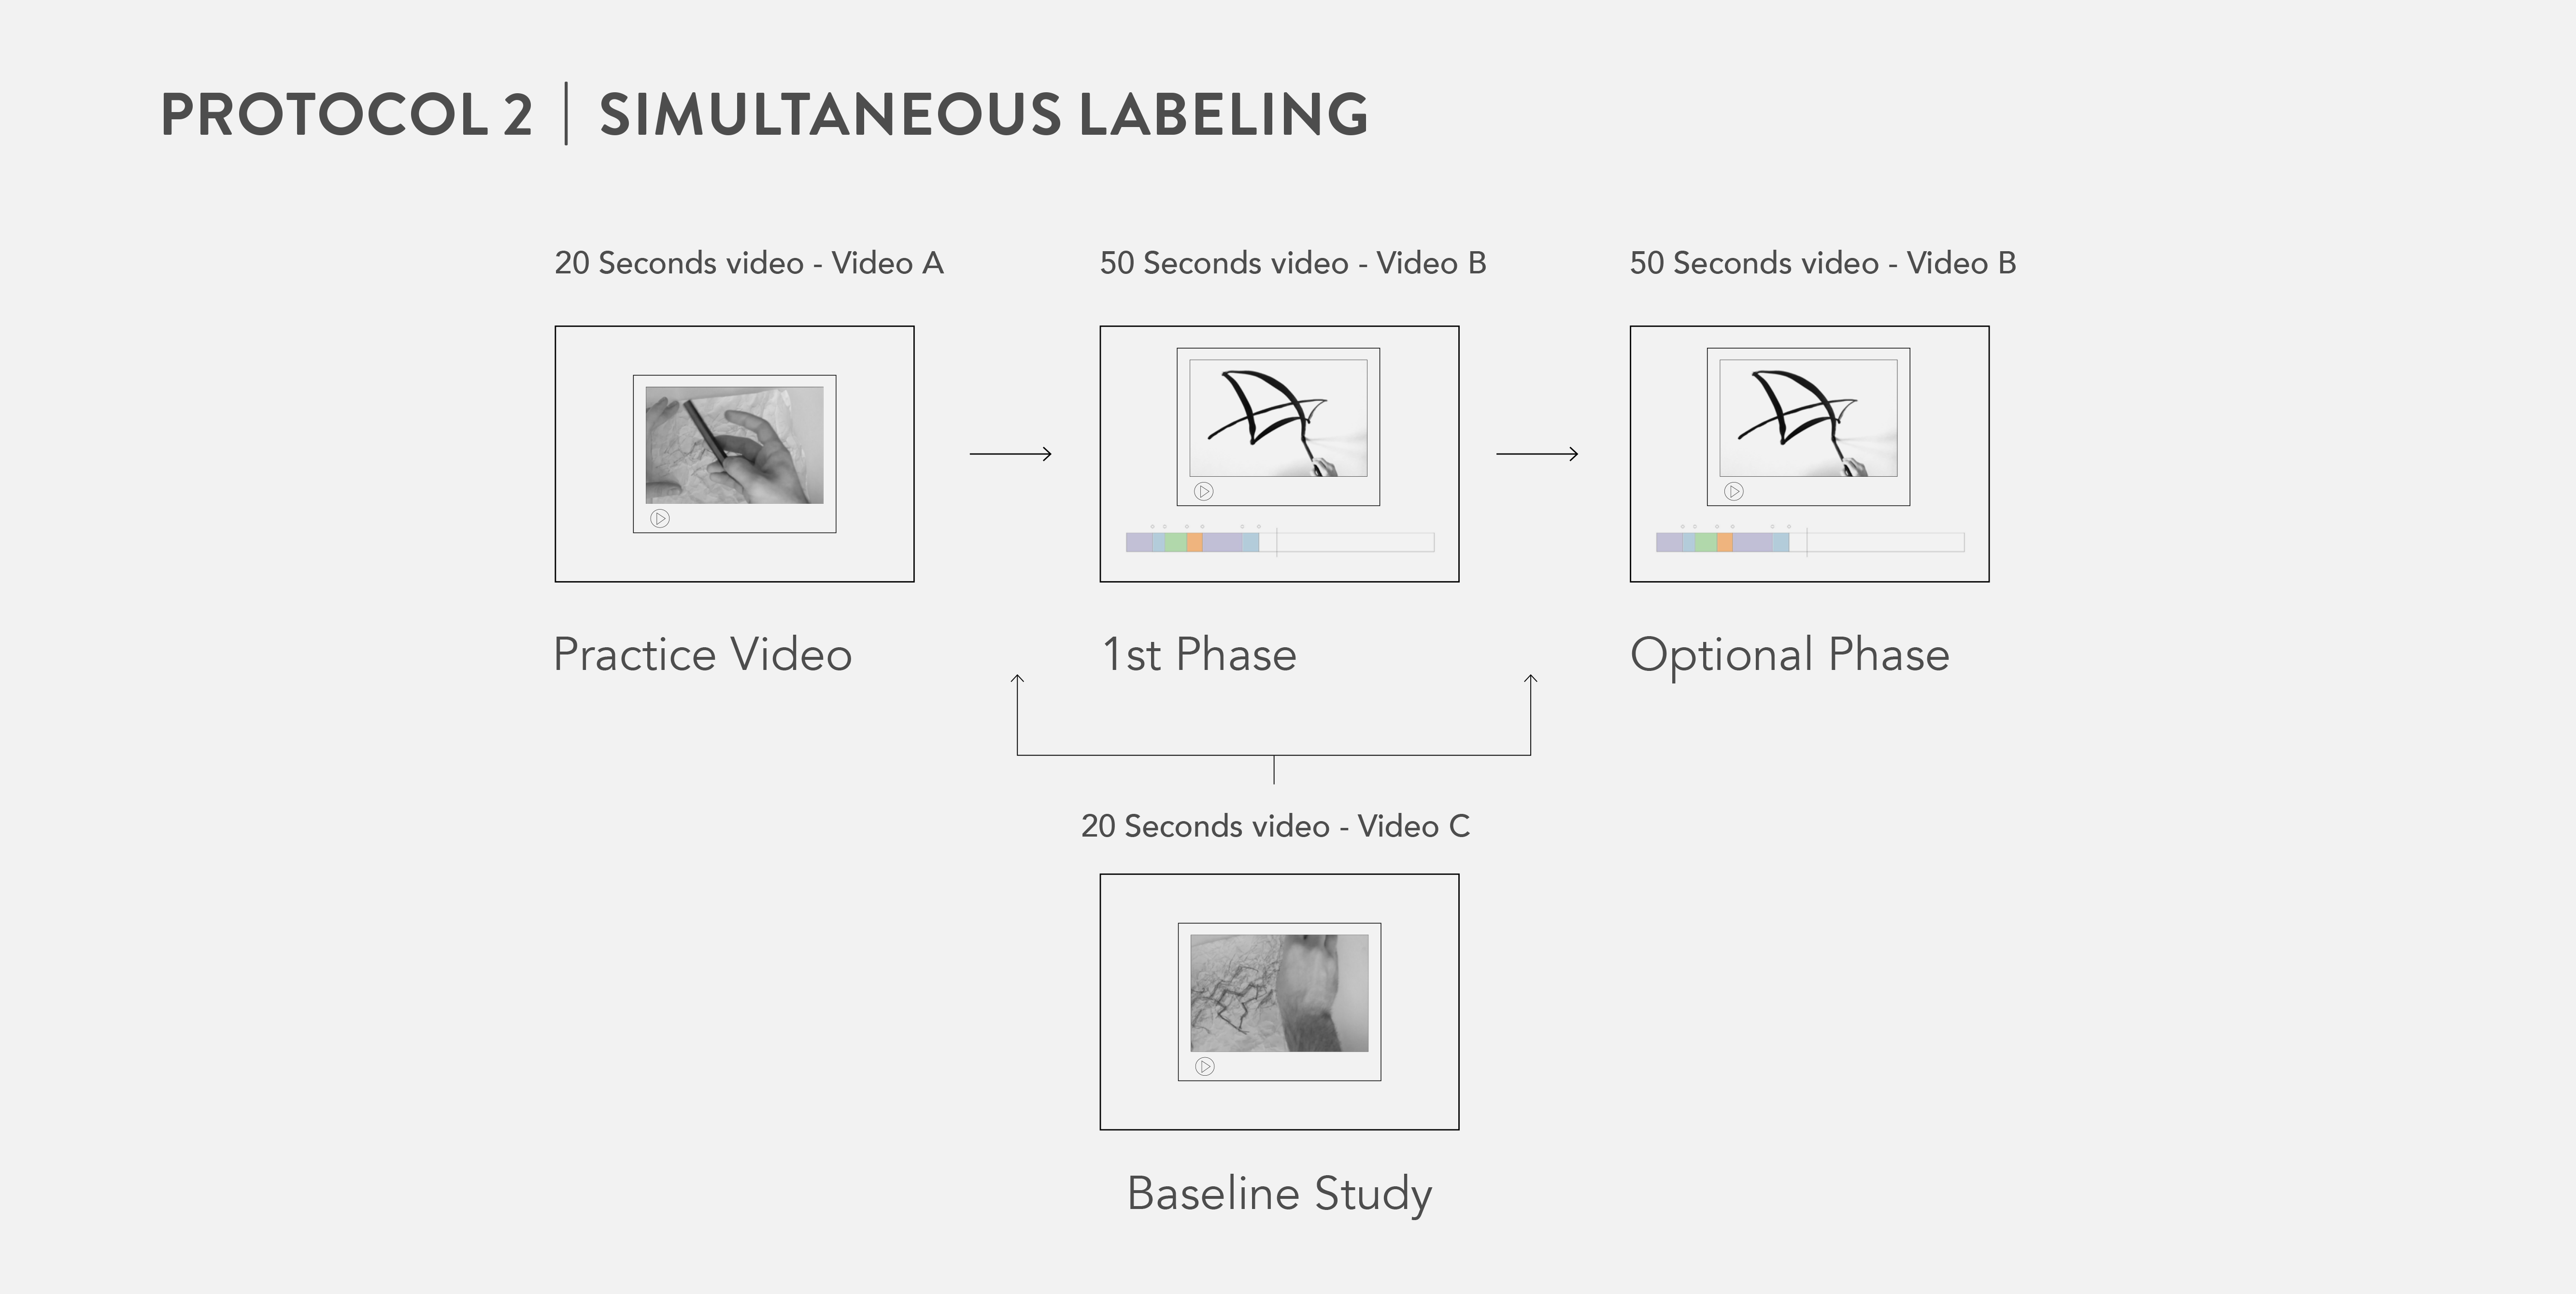 PROTOCOL 2 | SIMULTANEOUS LABELING
20 Seconds video - Video A
50 Seconds video - Video B
50 Seconds video - Video B
Practice Video
1st Phase
Optional Phase
20 Seconds video - Video C
Baseline Study